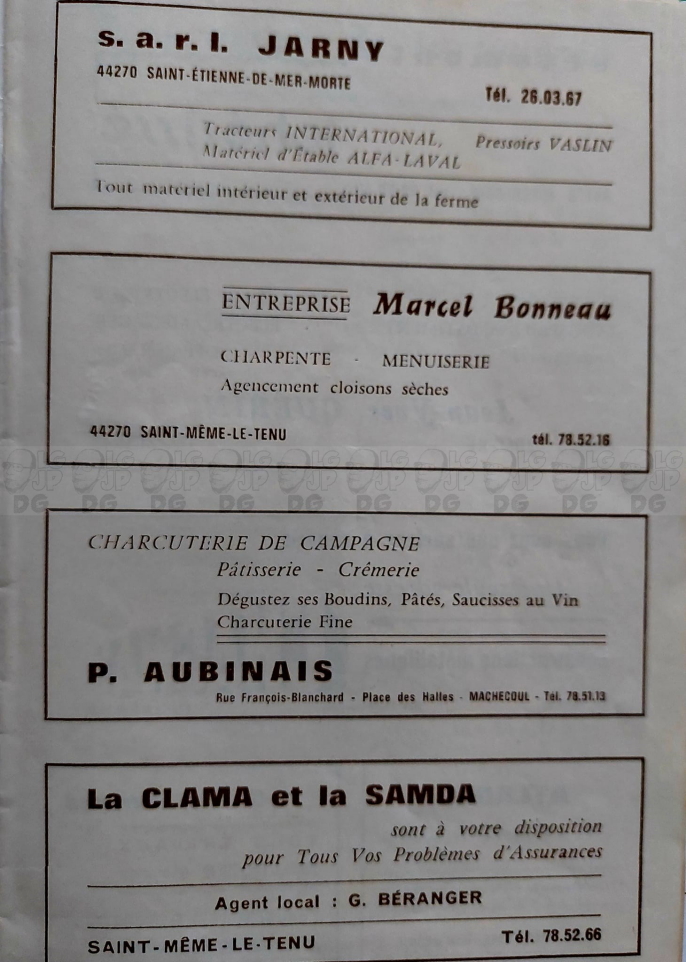 s. a. r. l. JARNY
44270 SAINT-ÉTIENNE-DE-MER-MORTE
Tél. 26.03.67
Tracteurs INTERNATIONAL, Pressoirs VASLIN
Matériel d'Étable ALFA-LAVAL
Tout matériel intérieur et extérieur de la ferme
ENTREPRISE Marcel Bonneau
CHARPENTE - MENUISERIE
Agencement cloisons sèches
44270 SAINT-MÊME-LE-TENU tél. 78.52.16
CHARCUTERIE DE CAMPAGNE
Pâtisserie - Crêmerie
Dégustez ses Boudins, Pâtés, Saucisses au Vin
Charcuterie Fine
P. AUBINAIS
Rue François-Blanchard - Place des Halles - MACHECOUL - Tél. 78.51.13
La CLAMA et la SAMDA
sont à votre disposition
pour Tous Vos Problèmes d'Assurances
Agent local : G. BÉRANGER
SAINT-MÊME-LE-TENU Tél. 78.52.66